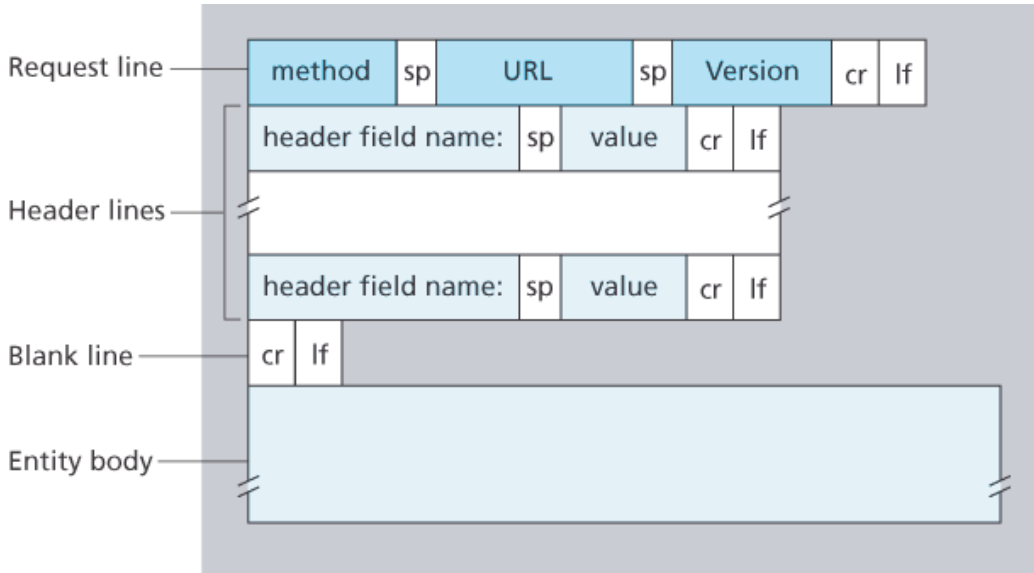 Request line
method sp URL sp Version cr lf
header field name: sp value cr lf
Header lines
header field name: sp value cr lf
Blank line
cr lf
Entity body